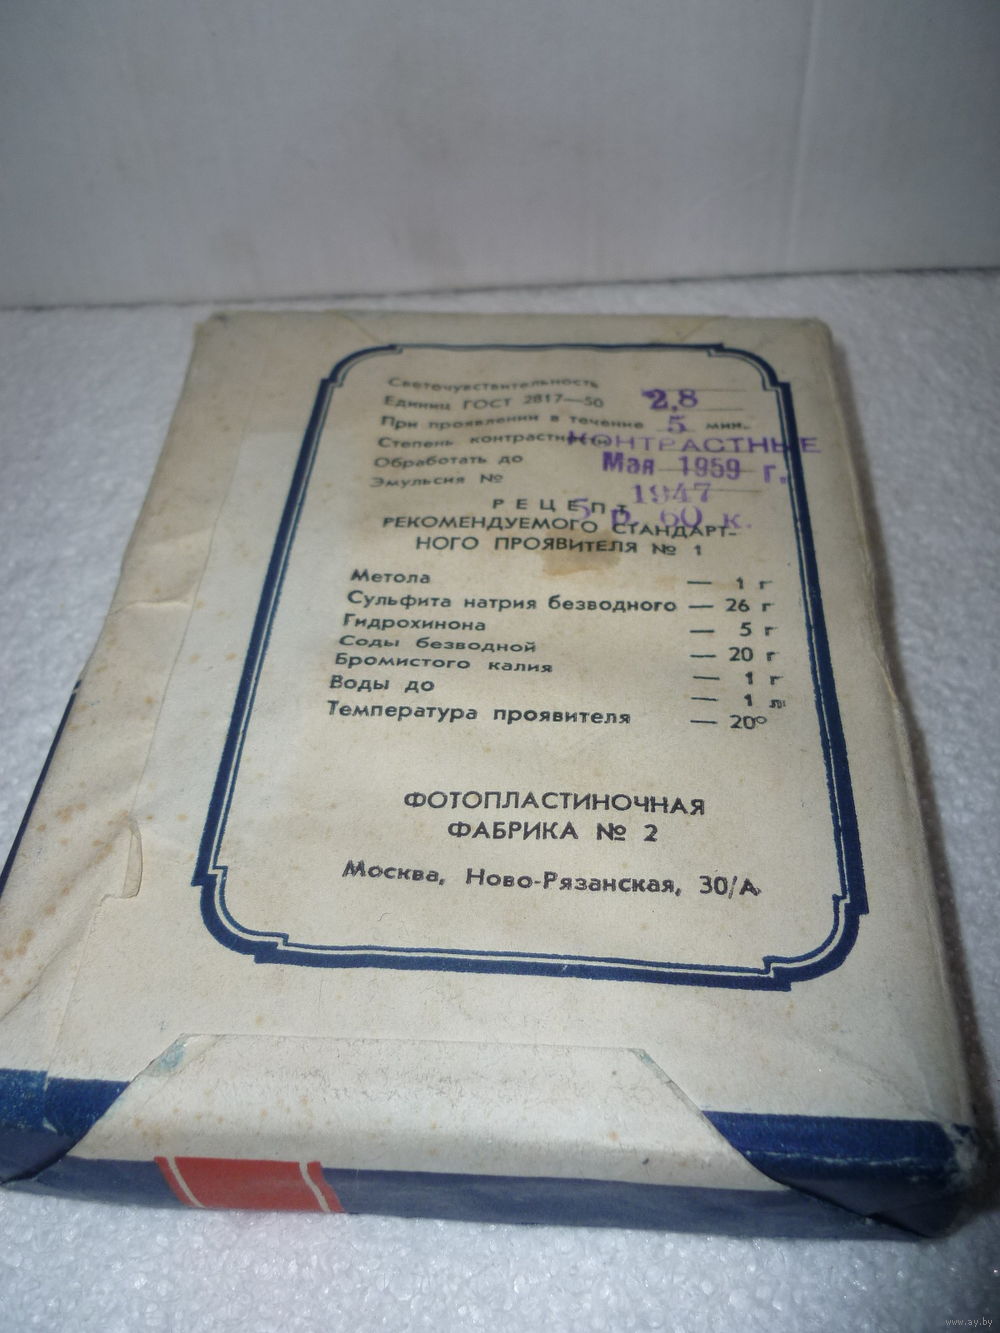 Светочувствительность
Единиц ГОСТ 2817—50 2,8
При проявлении в течение 5 мин.
Степень контрастности КОНТРАСТНЫЕ
Обработать до Мая 1959 г.
Эмульсия № 1947
5 р. 60 к.
РЕЦЕПТ
РЕКОМЕНДУЕМОГО СТАНДАРТ-
НОГО ПРОЯВИТЕЛЯ № 1
Метола — 1 г
Сульфита натрия безводного — 26 г
Гидрохинона — 5 г
Соды безводной — 20 г
Бромистого калия — 1 г
Воды до — 1 л
Температура проявителя — 20°
ФОТОПЛАСТИНОЧНАЯ
ФАБРИКА № 2
Москва, Ново-Рязанская, 30/А
www.ay.by